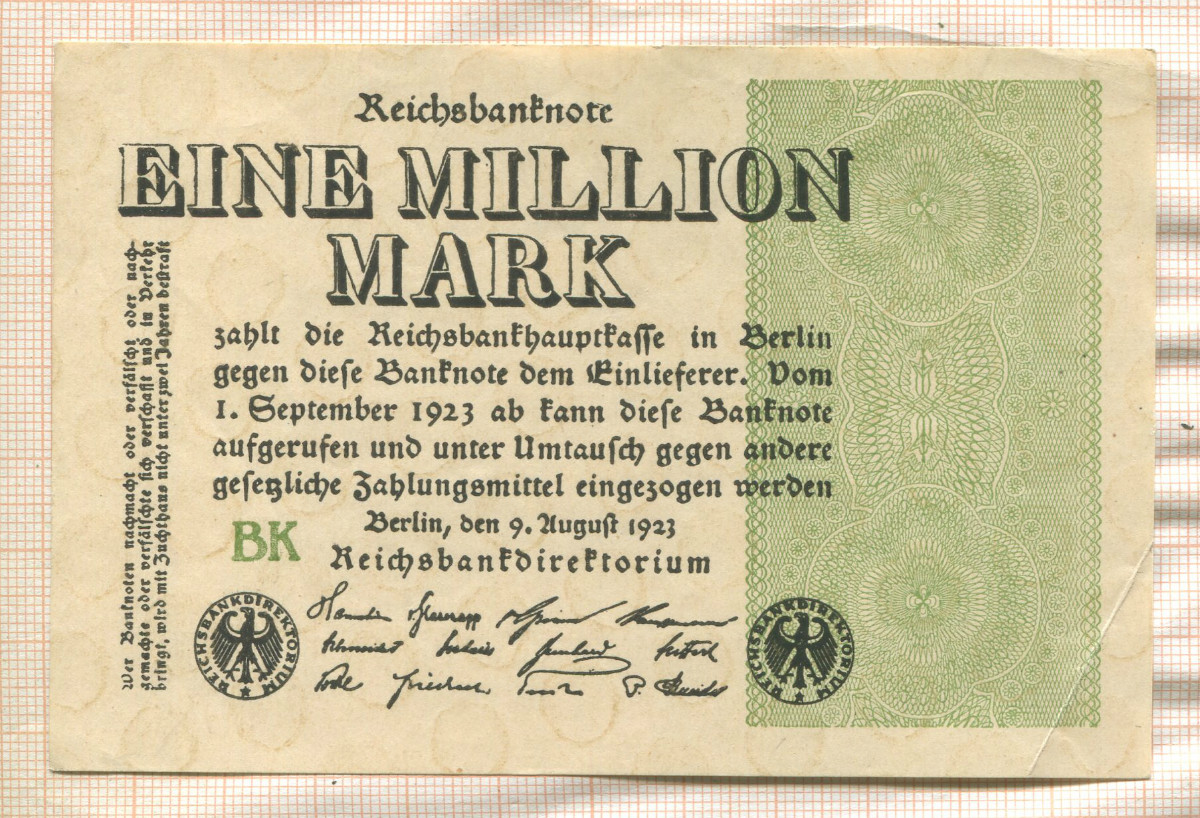 Reichsbanknote
EINE MILLION
MARK
zahlt die Reichsbankhauptkasse in Berlin
gegen diese Banknote dem Einlieferer. Vom
1. September 1923 ab kann diese Banknote
aufgerufen und unter Umtausch gegen andere
gesetzliche Zahlungsmittel eingezogen werden
Berlin, den 9. August 1923
Reichsbankdirektorium
BK
Wer Banknoten nachmacht oder verfälscht oder nach-
gemachte oder verfälschte sich verschafft und in Verkehr
bringt, wird mit Zuchthaus nicht unter zwei Jahren bestraft
REICHSBANKDIREKTORIUM
REICHSBANKDIREKTORIUM